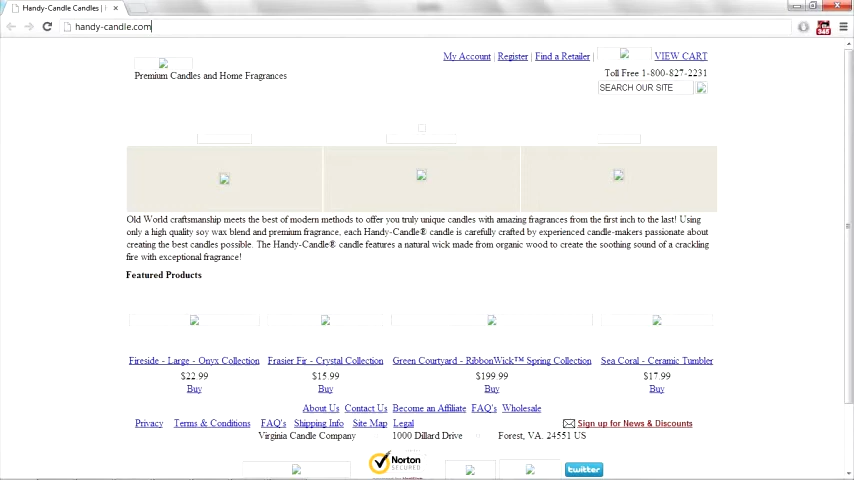 Handy-Candle Candles |
handy-candle.com
My Account | Register | Find a Retailer | VIEW CART
Premium Candles and Home Fragrances
Toll Free 1-800-827-2231
SEARCH OUR SITE
Old World craftsmanship meets the best of modern methods to offer you truly unique candles with amazing fragrances from the first inch to the last! Using
only a high quality soy wax blend and premium fragrance, each Handy-Candle® candle is carefully crafted by experienced candle-makers passionate about
creating the best candles possible. The Handy-Candle® candle features a natural wick made from organic wood to create the soothing sound of a crackling
fire with exceptional fragrance!
Featured Products
Fireside - Large - Onyx Collection Frasier Fir - Crystal Collection Green Courtyard - RibbonWick™ Spring Collection Sea Coral - Ceramic Tumbler
$22.99 $15.99 $199.99 $17.99
Buy Buy Buy Buy
About Us Contact Us Become an Affiliate FAQ's Wholesale
Privacy Terms & Conditions FAQ's Shipping Info Site Map Legal Sign up for News & Discounts
Virginia Candle Company 1000 Dillard Drive Forest, VA. 24551 US
Norton
SECURED
twitter